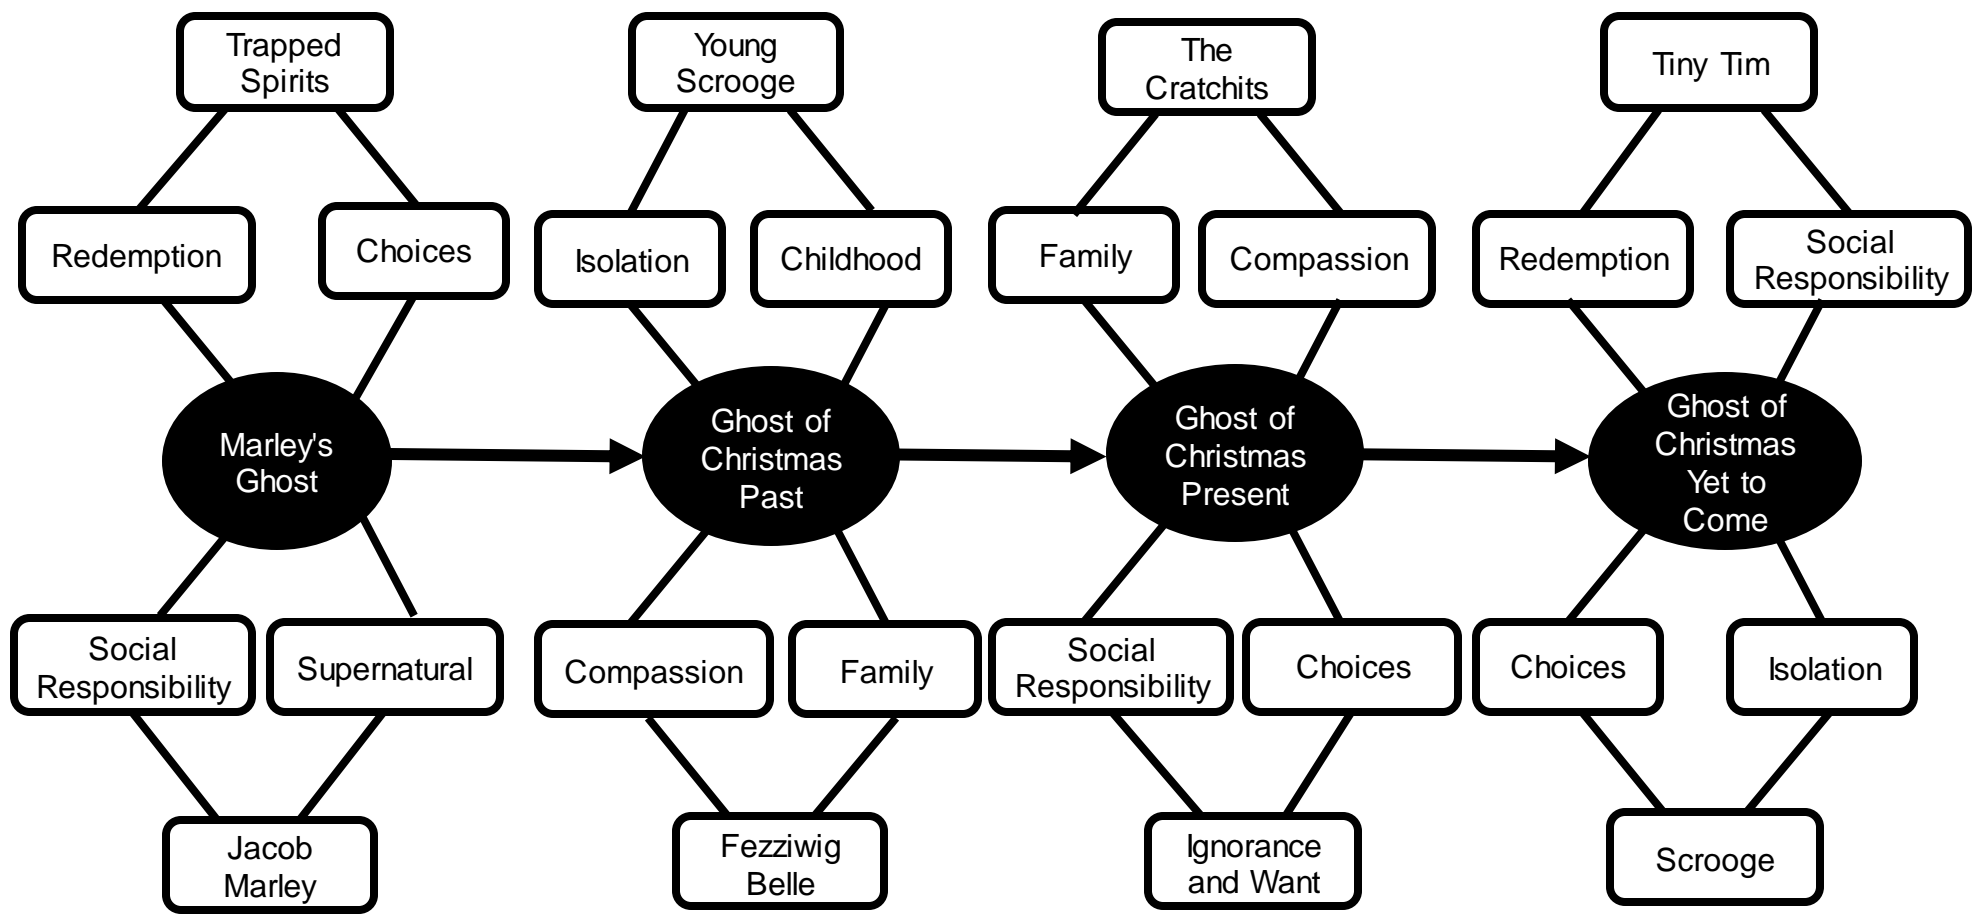 Trapped
Spirits
Young
Scrooge
The
Cratchits
Tiny Tim
Redemption
Choices
Isolation
Childhood
Family
Compassion
Redemption
Social
Responsibility
Marley's
Ghost
Ghost of
Christmas
Past
Ghost of
Christmas
Present
Ghost of
Christmas
Yet to
Come
Social
Responsibility
Supernatural
Compassion
Family
Social
Responsibility
Choices
Choices
Isolation
Jacob
Marley
Fezziwig
Belle
Ignorance
and Want
Scrooge